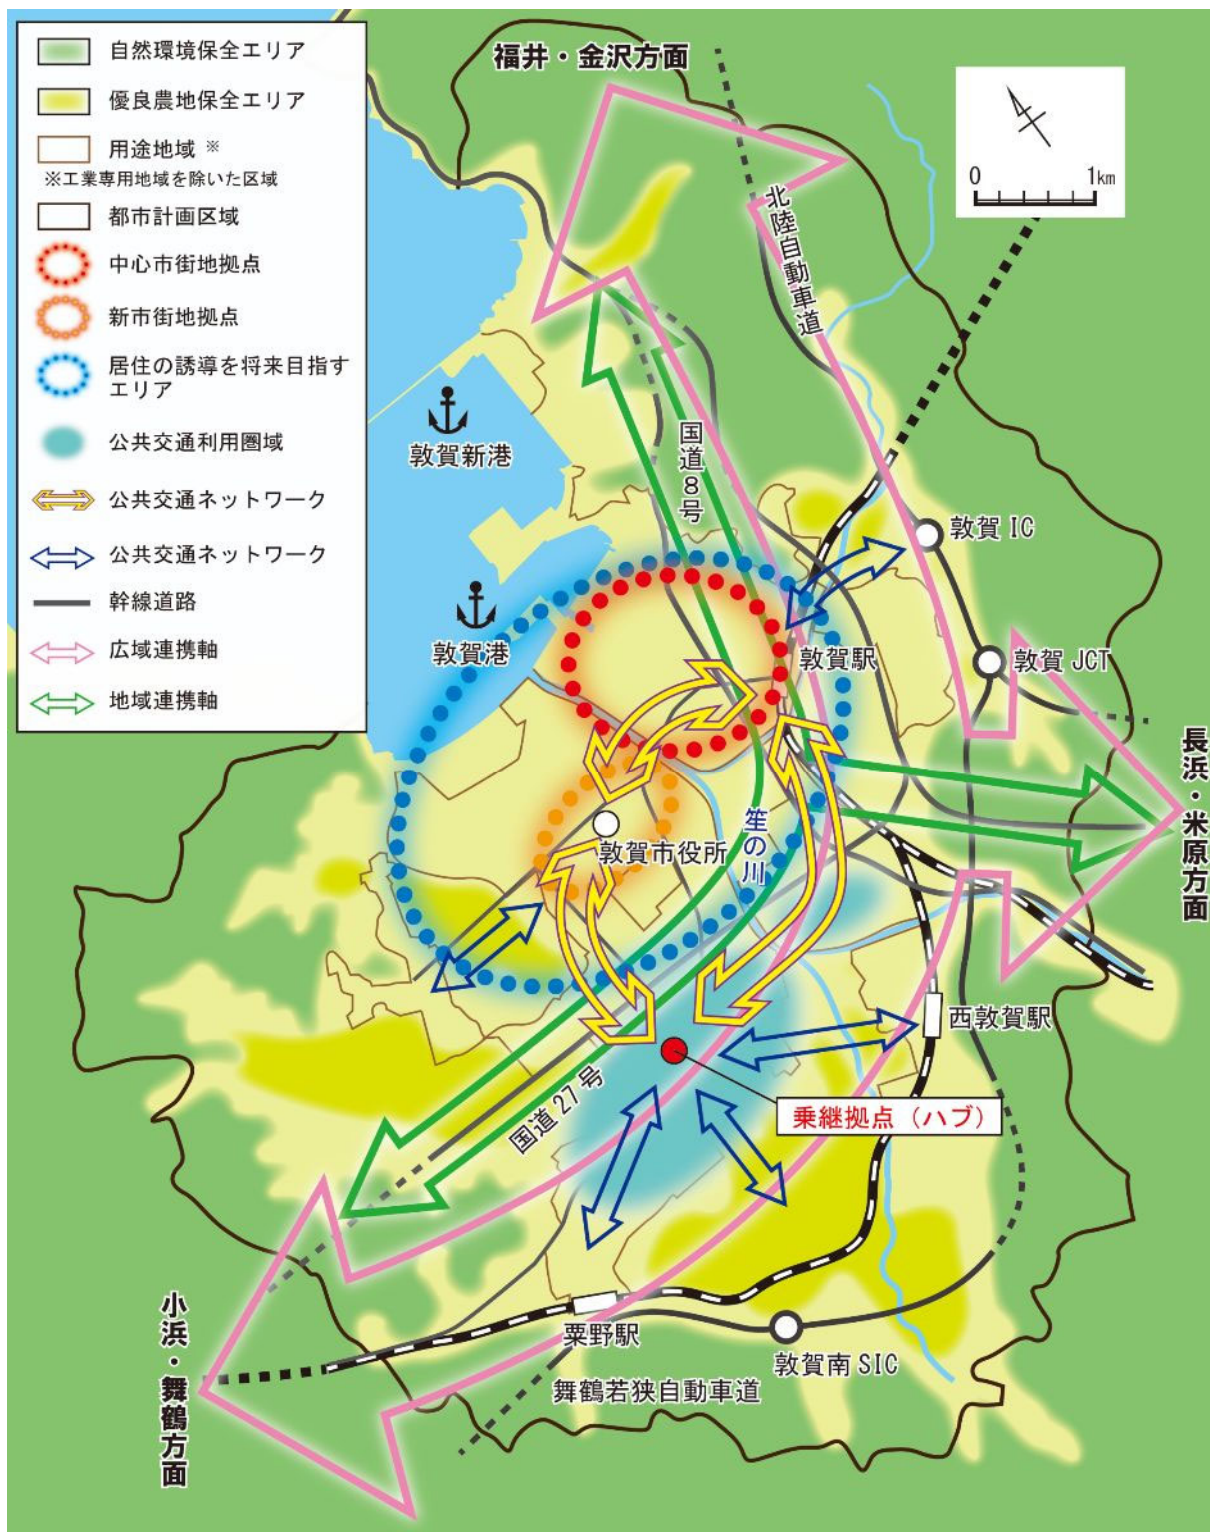 自然環境保全エリア
優良農地保全エリア
用途地域 ※
※工業専用地域を除いた区域
都市計画区域
中心市街地拠点
新市街地拠点
居住の誘導を将来目指す
エリア
公共交通利用圏域
公共交通ネットワーク
公共交通ネットワーク
幹線道路
広域連携軸
地域連携軸
福井・金沢方面
0 1km
北陸自動車道
敦賀新港
国道8号
敦賀IC
敦賀港
敦賀駅
敦賀JCT
長浜・米原方面
笙の川
敦賀市役所
西敦賀駅
国道27号
乗継拠点（ハブ）
小浜・舞鶴方面
粟野駅
敦賀南SIC
舞鶴若狭自動車道